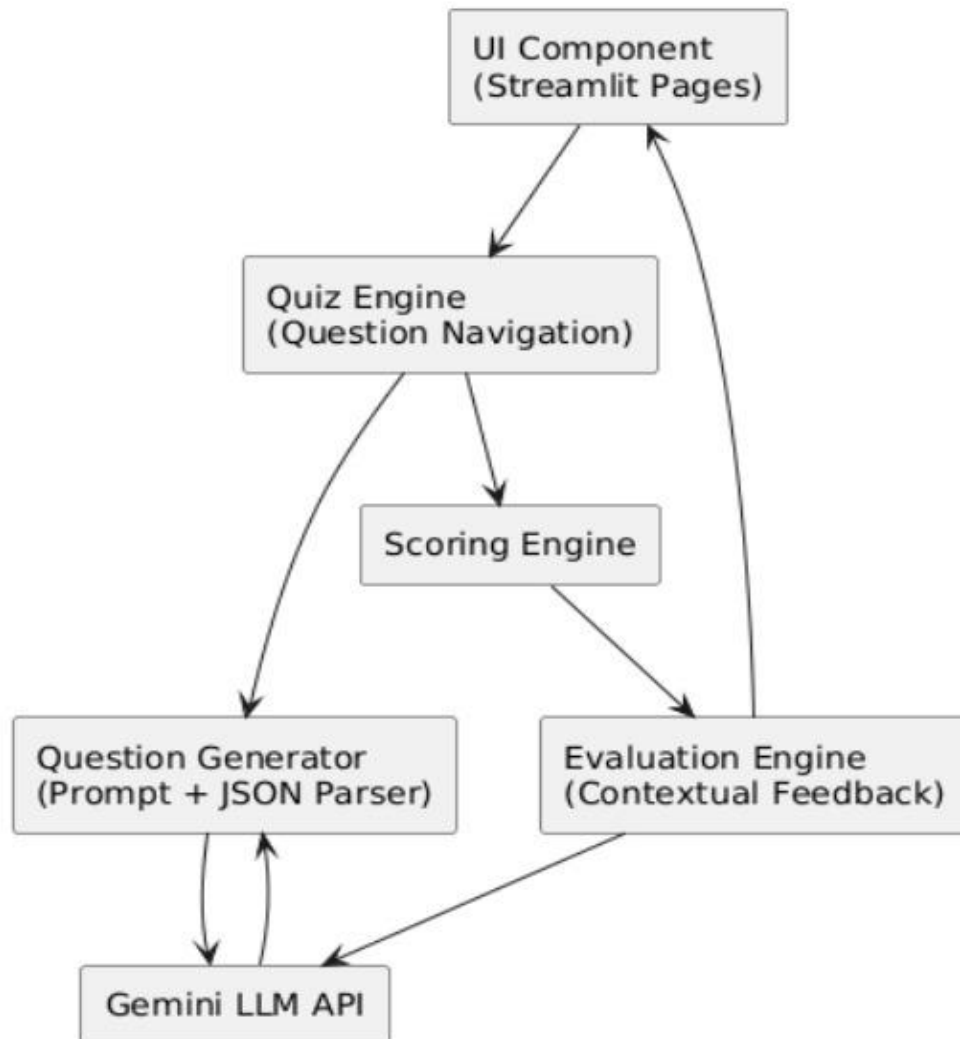 UI Component
(Streamlit Pages)
Quiz Engine
(Question Navigation)
Scoring Engine
Question Generator
(Prompt + JSON Parser)
Evaluation Engine
(Contextual Feedback)
Gemini LLM API